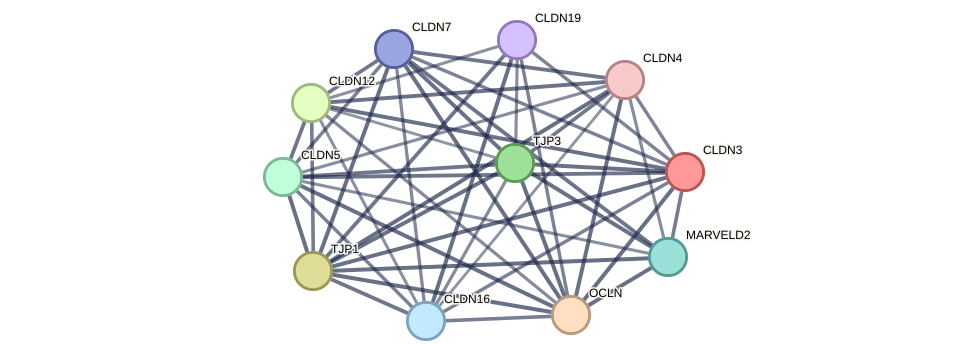 CLDN19
CLDN7
CLDN4
CLDN12
TJP3
CLDN3
CLDN5
MARVELD2
TJP1
OCLN
CLDN16